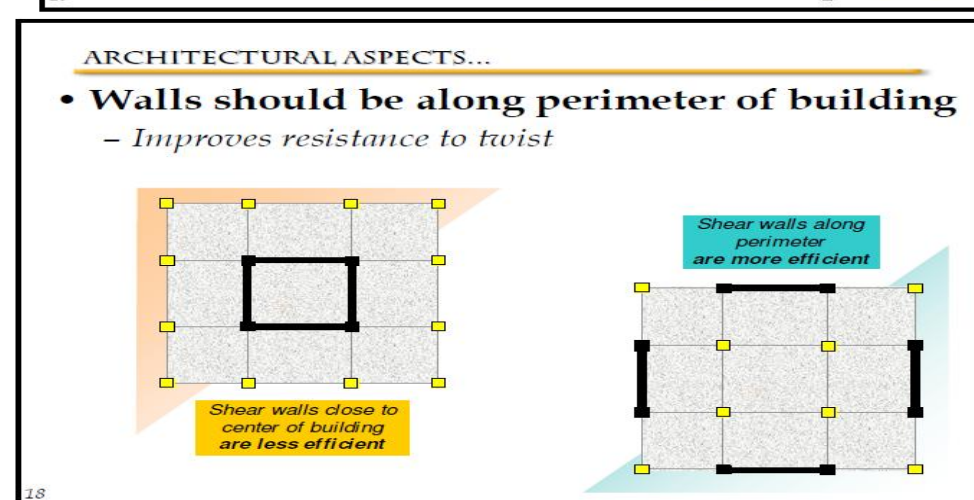 ARCHITECTURAL ASPECTS...
• Walls should be along perimeter of building
– Improves resistance to twist
Shear walls along
perimeter
are more efficient
Shear walls close to
center of building
are less efficient
18